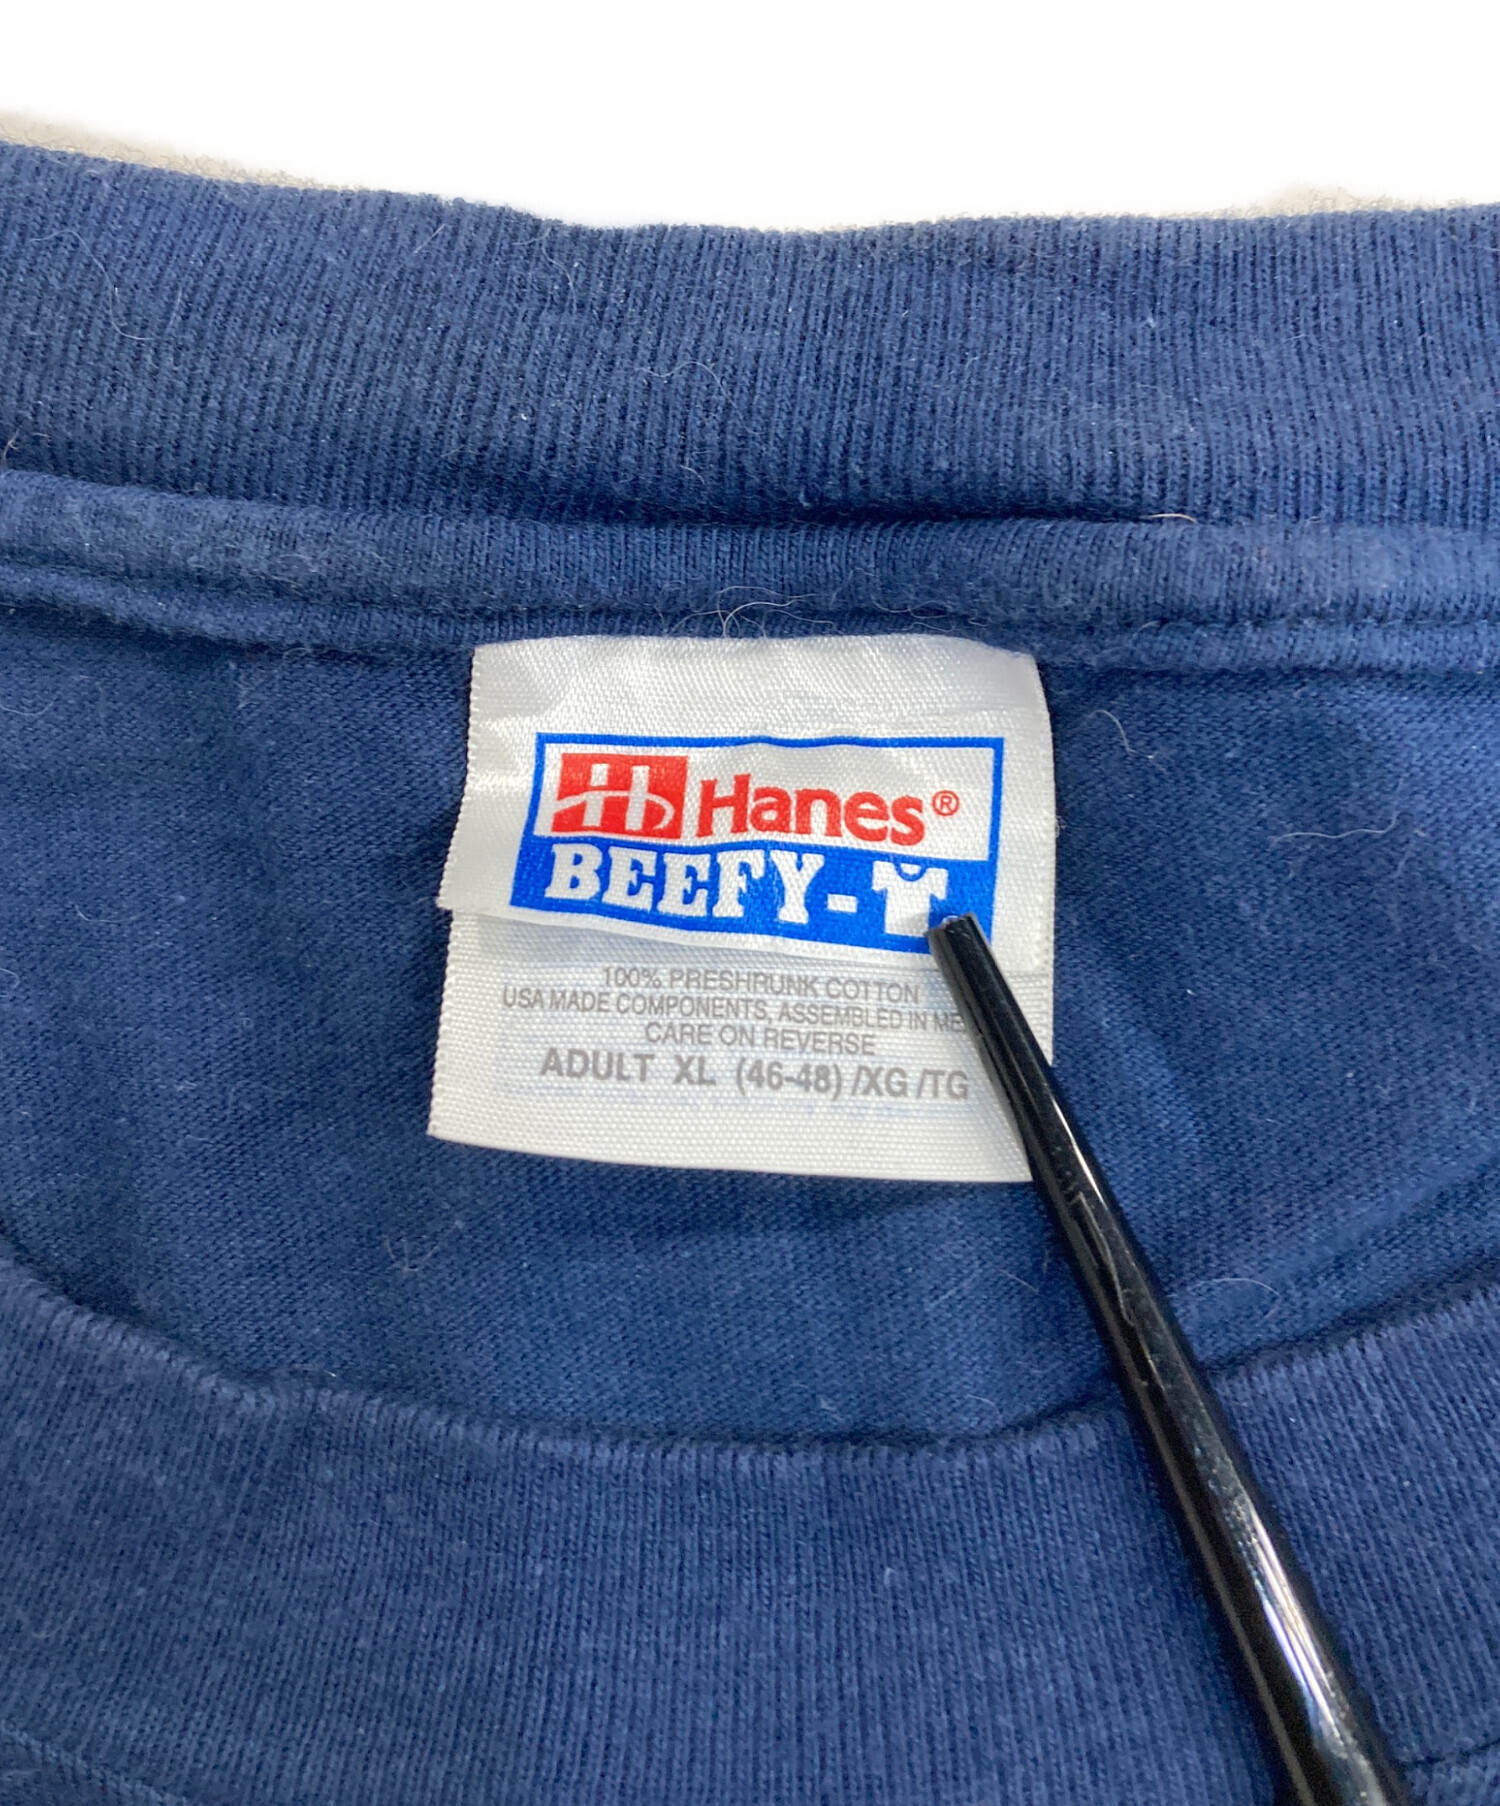 Hanes®
BEEFY-T
100% PRESHRUNK COTTON
USA MADE COMPONENTS, ASSEMBLED IN
CARE ON REVERSE
ADULT XL (46-48) /XG /TG